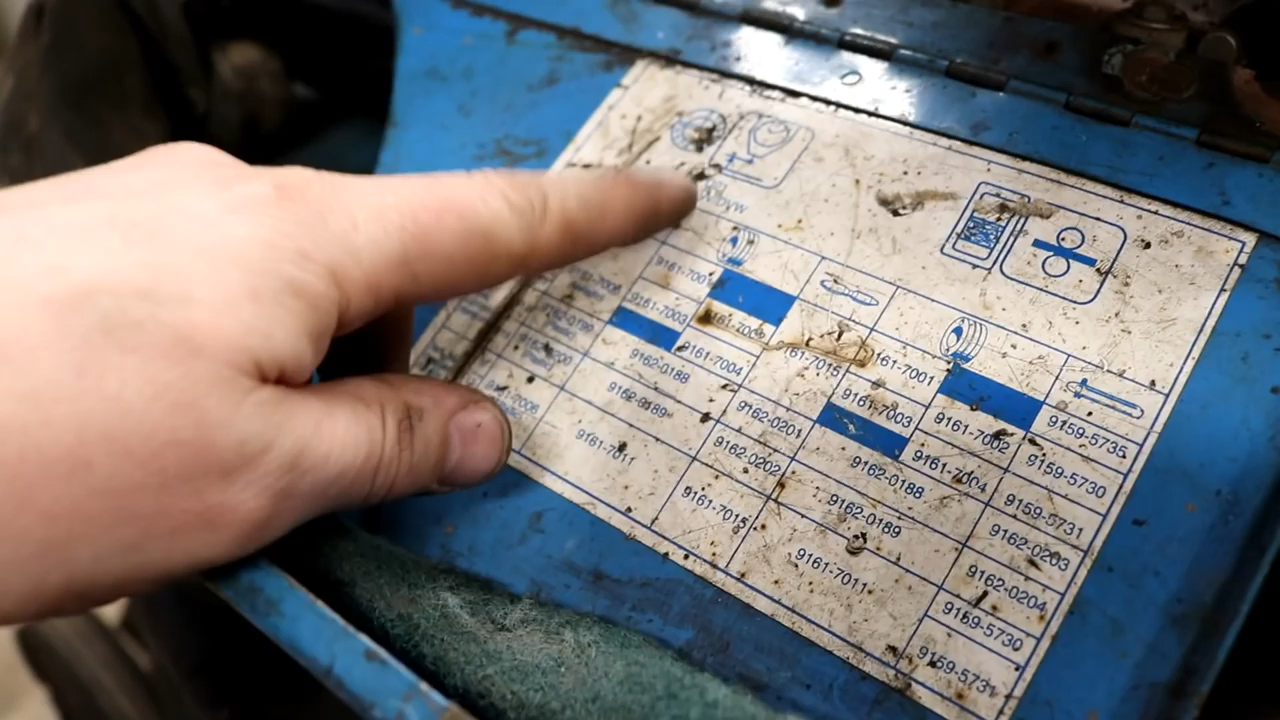 9161-7001 9161-7001 9159-5735
9161-7003 9161-7015 9161-7003 9161-7002 9159-5730
9161-7004 9161-7004 9159-5731
9162-0188 9162-0201 9162-0188 9162-0203
9162-0189 9162-0202 9162-0189 9162-0204
9161-7011 9161-7015 9161-7011 9159-5730
9159-5731